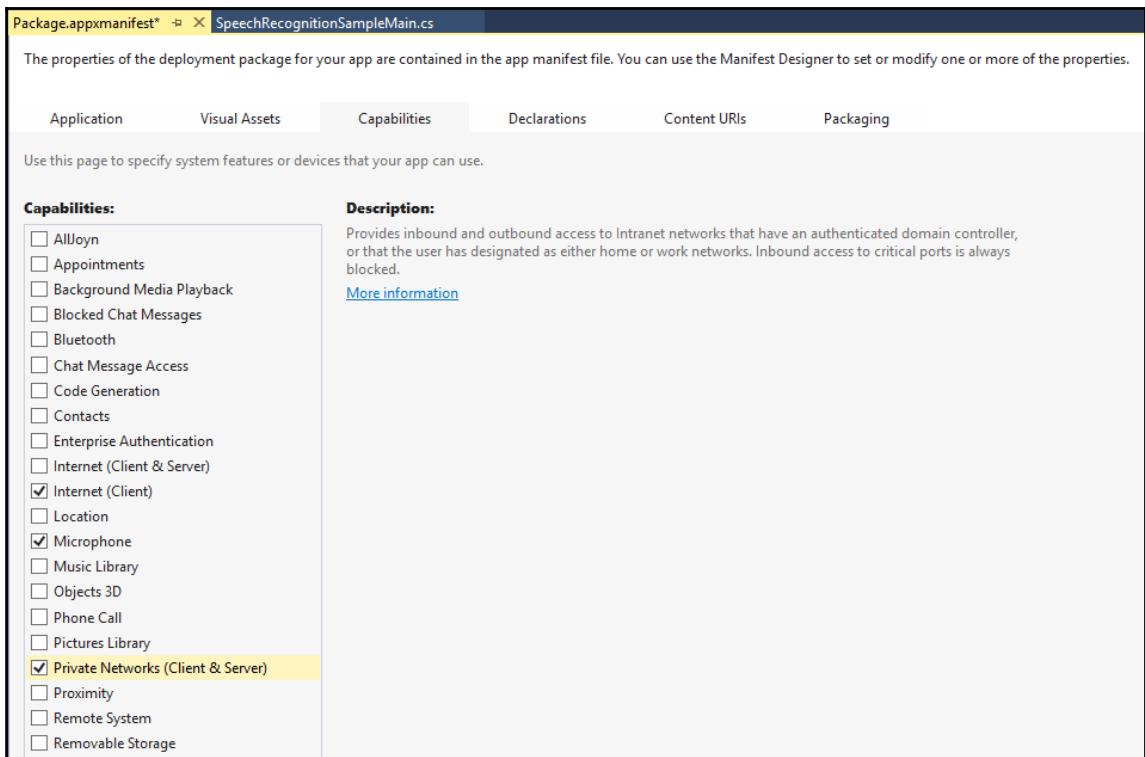 Package.appxmanifest* SpeechRecognitionSampleMain.cs
The properties of the deployment package for your app are contained in the app manifest file. You can use the Manifest Designer to set or modify one or more of the properties.
Application Visual Assets Capabilities Declarations Content URIs Packaging
Use this page to specify system features or devices that your app can use.
Capabilities:
AllJoyn
Appointments
Background Media Playback
Blocked Chat Messages
Bluetooth
Chat Message Access
Code Generation
Contacts
Enterprise Authentication
Internet (Client & Server)
Internet (Client)
Location
Microphone
Music Library
Objects 3D
Phone Call
Pictures Library
Private Networks (Client & Server)
Proximity
Remote System
Removable Storage
Description:
Provides inbound and outbound access to Intranet networks that have an authenticated domain controller,
or that the user has designated as either home or work networks. Inbound access to critical ports is always
blocked.
More information